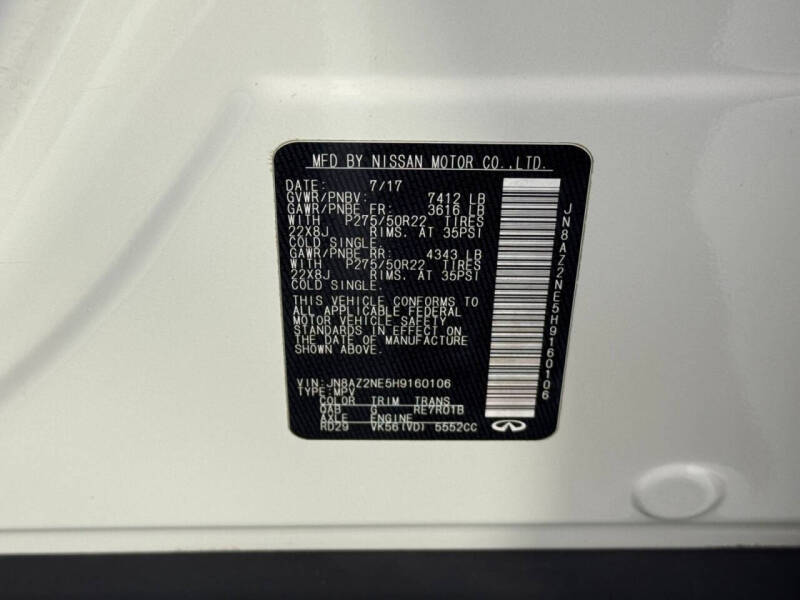 MFD BY NISSAN MOTOR CO.,LTD.
DATE: 7/17
GVWR/PNBV: 7412 LB
GAWR/PNBE FR: 3616 LB
WITH P275/50R22 TIRES
22X8J RIMS. AT 35PSI
COLD SINGLE.
GAWR/PNBE RR: 4343 LB
WITH P275/50R22 TIRES
22X8J RIMS. AT 35PSI
COLD SINGLE.
THIS VEHICLE CONFORMS TO
ALL APPLICABLE FEDERAL
MOTOR VEHICLE SAFETY
STANDARDS IN EFFECT ON
THE DATE OF MANUFACTURE
SHOWN ABOVE.
VIN: JN8AZ2NE5H9160106
TYPE: MPV
COLOR TRIM TRANS
QAB G RE7R01B
AXLE ENGINE
RD29 VK56(VD) 5552CC
JN8AZ2NE5H9160106